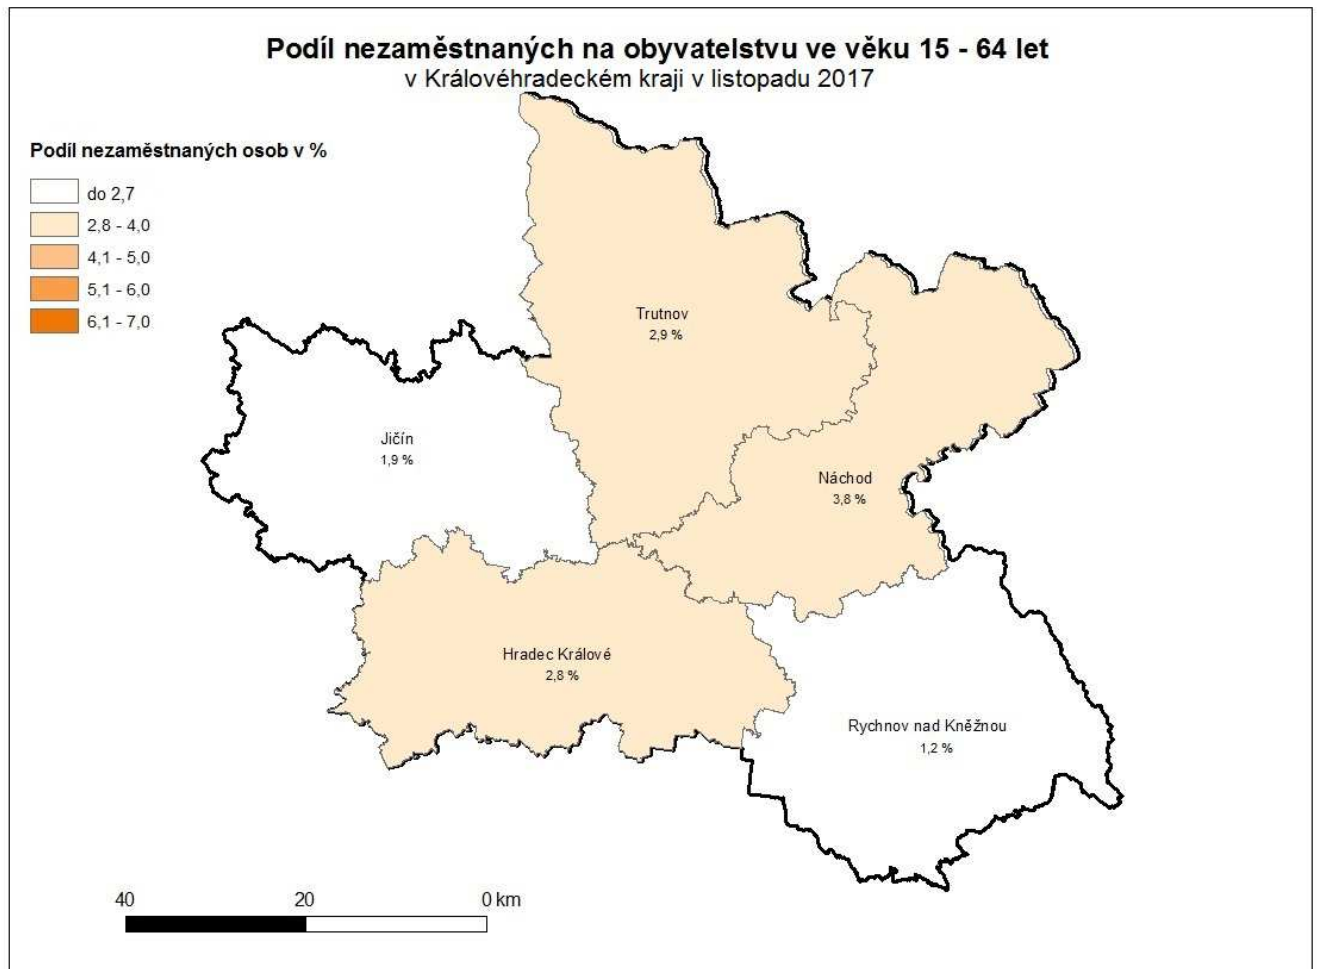 Podíl nezaměstnaných na obyvatelstvu ve věku 15 - 64 let
v Královéhradeckém kraji v listopadu 2017
Podíl nezaměstnaných osob v %
do 2,7
2,8 - 4,0
4,1 - 5,0
5,1 - 6,0
6,1 - 7,0
Trutnov
2,9 %
Jičín
1,9 %
Náchod
3,8 %
Hradec Králové
2,8 %
Rychnov nad Kněžnou
1,2 %
40 20 0 km